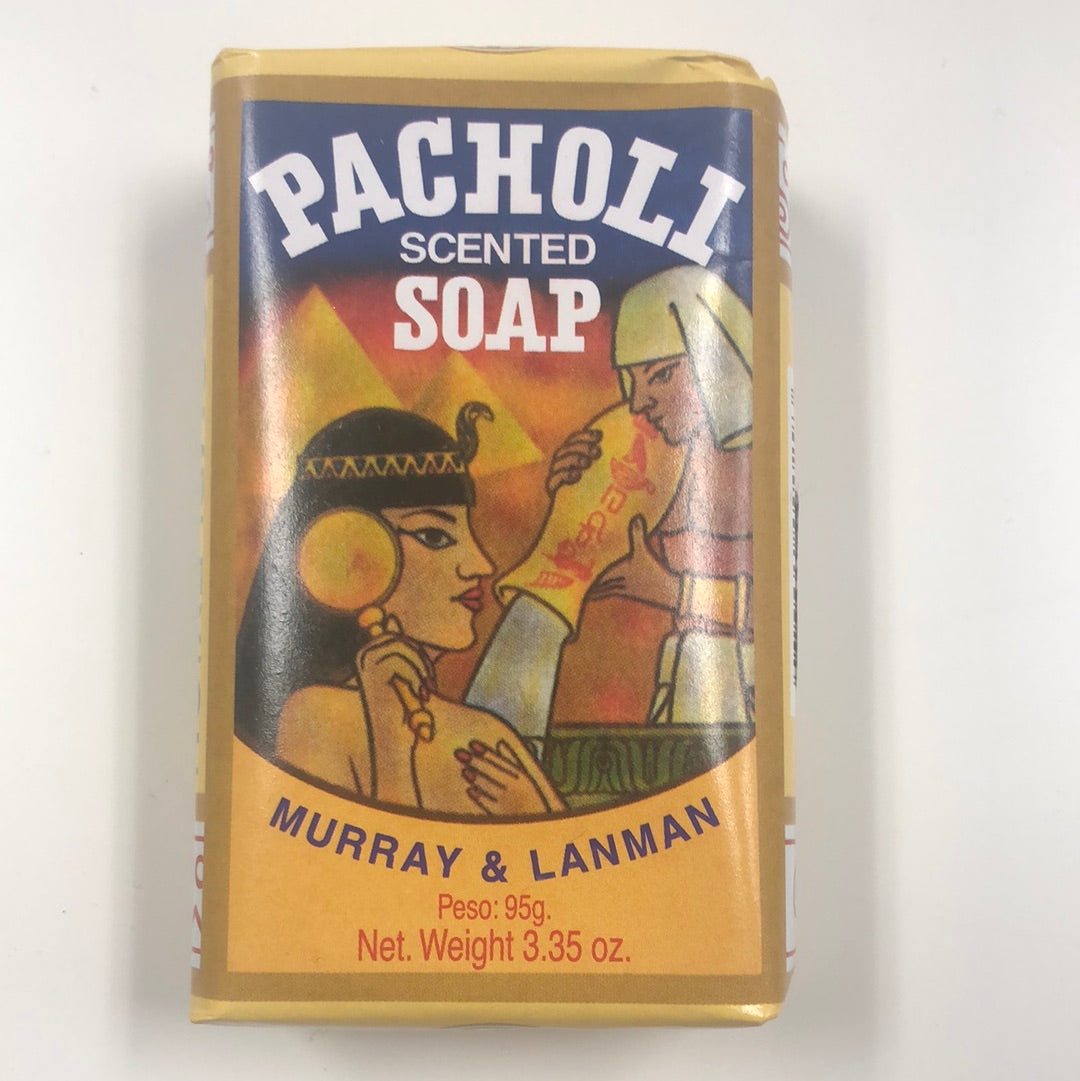 PACHOLI
SCENTED
SOAP
MURRAY & LANMAN
Peso: 95g.
Net. Weight 3.35 oz.